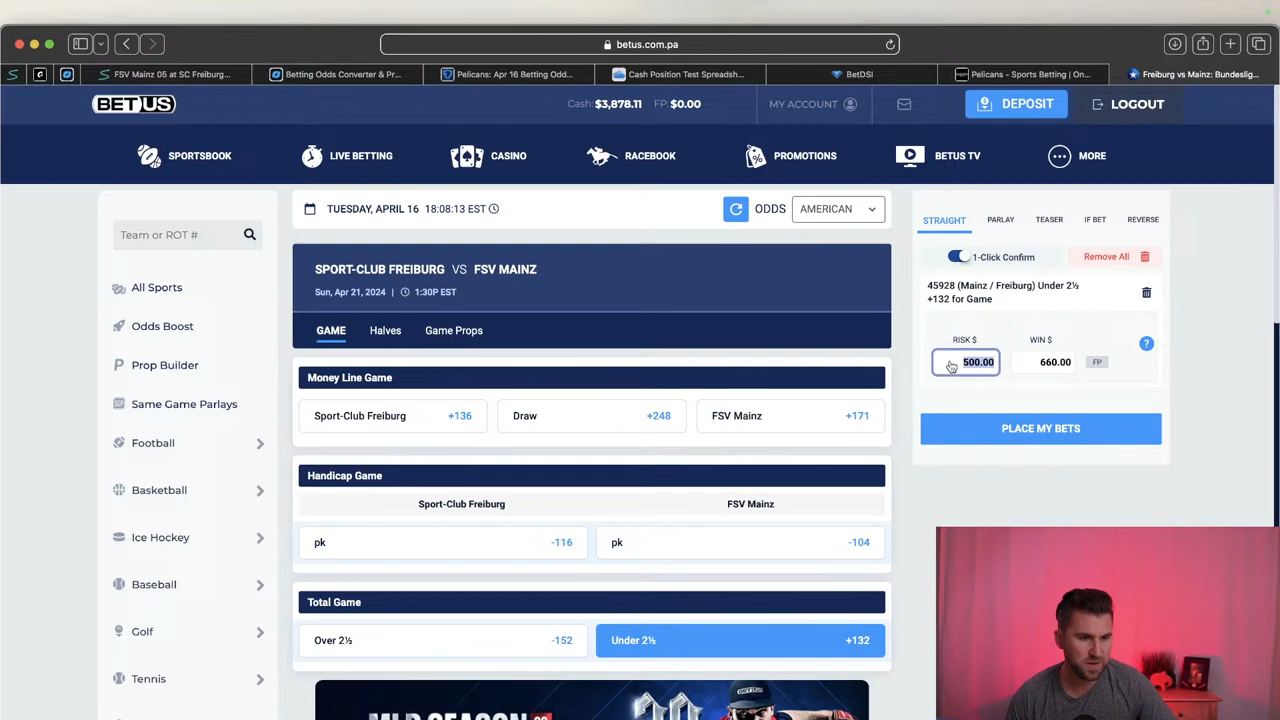 betus.com.pa
FSV Mainz 05 at SC Freiburg...
Betting Odds Converter & Pr...
Pelicans: Apr 16 Betting Odd...
Cash Position Test Spreadsh...
BetDSI
Pelicans - Sports Betting | On...
Freiburg vs Mainz: Bundeslig...
BETUS
Cash: $3,878.11 FP: $0.00
MY ACCOUNT
DEPOSIT
LOGOUT
SPORTSBOOK
LIVE BETTING
CASINO
RACEBOOK
PROMOTIONS
BETUS TV
MORE
Team or ROT #
All Sports
Odds Boost
Prop Builder
Same Game Parlays
Football
Basketball
Ice Hockey
Baseball
Golf
Tennis
TUESDAY, APRIL 16 18:08:13 EST
ODDS AMERICAN
SPORT-CLUB FREIBURG VS FSV MAINZ
Sun, Apr 21, 2024 | 1:30P EST
GAME Halves Game Props
Money Line Game
Sport-Club Freiburg +136 Draw +248 FSV Mainz +171
Handicap Game
Sport-Club Freiburg FSV Mainz
pk -116 pk -104
Total Game
Over 2½ -152 Under 2½ +132
BETUS
STRAIGHT PARLAY TEASER IF BET REVERSE
1-Click Confirm Remove All
45928 (Mainz / Freiburg) Under 2½
+132 for Game
RISK $ WIN $
500.00 660.00 FP ?
PLACE MY BETS